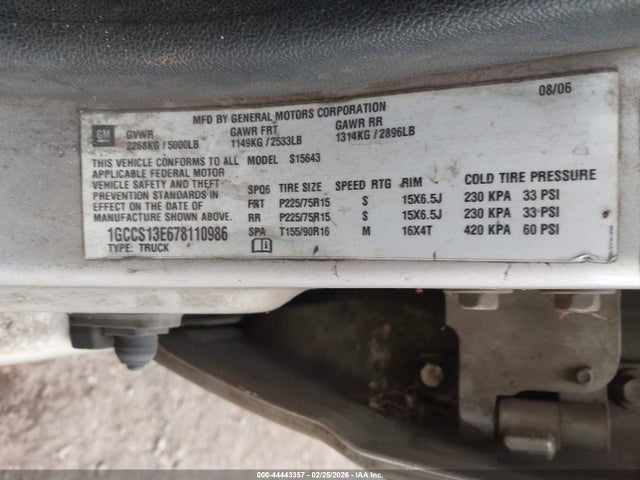 08/06
MFD BY GENERAL MOTORS CORPORATION
GM
GVWR GAWR FRT GAWR RR
2268KG / 5000LB 1149KG / 2533LB 1314KG / 2896LB
THIS VEHICLE CONFORMS TO ALL MODEL S15643
APPLICABLE FEDERAL MOTOR
VEHICLE SAFETY AND THEFT
PREVENTION STANDARDS IN
EFFECT ON THE DATE OF
MANUFACTURE SHOWN ABOVE.
1GCCS13E678110986
TYPE: TRUCK
SPQ6 TIRE SIZE SPEED RTG RIM COLD TIRE PRESSURE
FRT P225/75R15 S 15X6.5J 230 KPA 33 PSI
RR P225/75R15 S 15X6.5J 230 KPA 33 PSI
SPA T155/90R16 M 16X4T 420 KPA 60 PSI
000-44443357 - 02/25/2026 - IAA Holdings, LLC